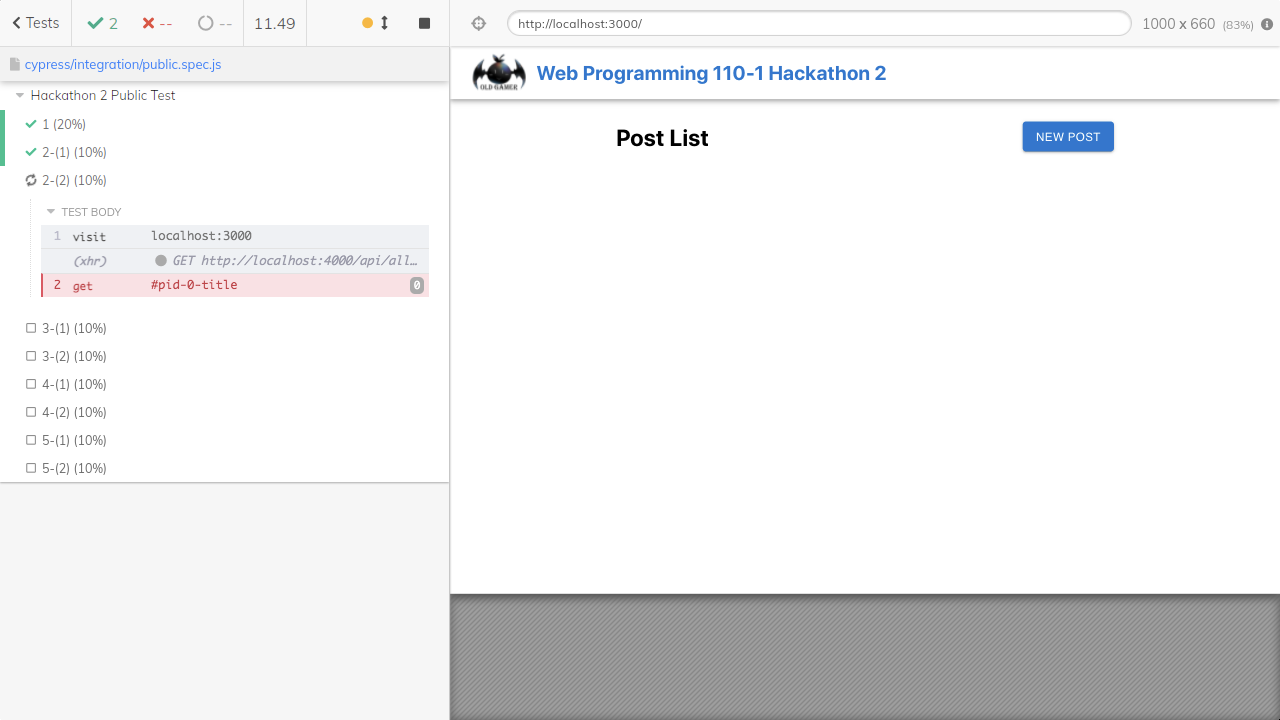 Tests
2
--
--
11.49
http://localhost:3000/
1000 x 660 (83%)
cypress/integration/public.spec.js
Hackathon 2 Public Test
1 (20%)
2-(1) (10%)
2-(2) (10%)
TEST BODY
1 visit localhost:3000
(xhr) GET http://localhost:4000/api/all…
2 get #pid-0-title 0
3-(1) (10%)
3-(2) (10%)
4-(1) (10%)
4-(2) (10%)
5-(1) (10%)
5-(2) (10%)
OLD GAMER
Web Programming 110-1 Hackathon 2
Post List
NEW POST